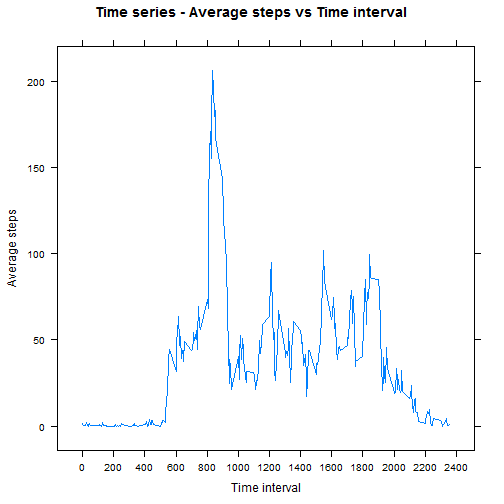 Time series - Average steps vs Time interval
200
150
100
50
0
Average steps
0 200 400 600 800 1000 1200 1400 1600 1800 2000 2200 2400
Time interval